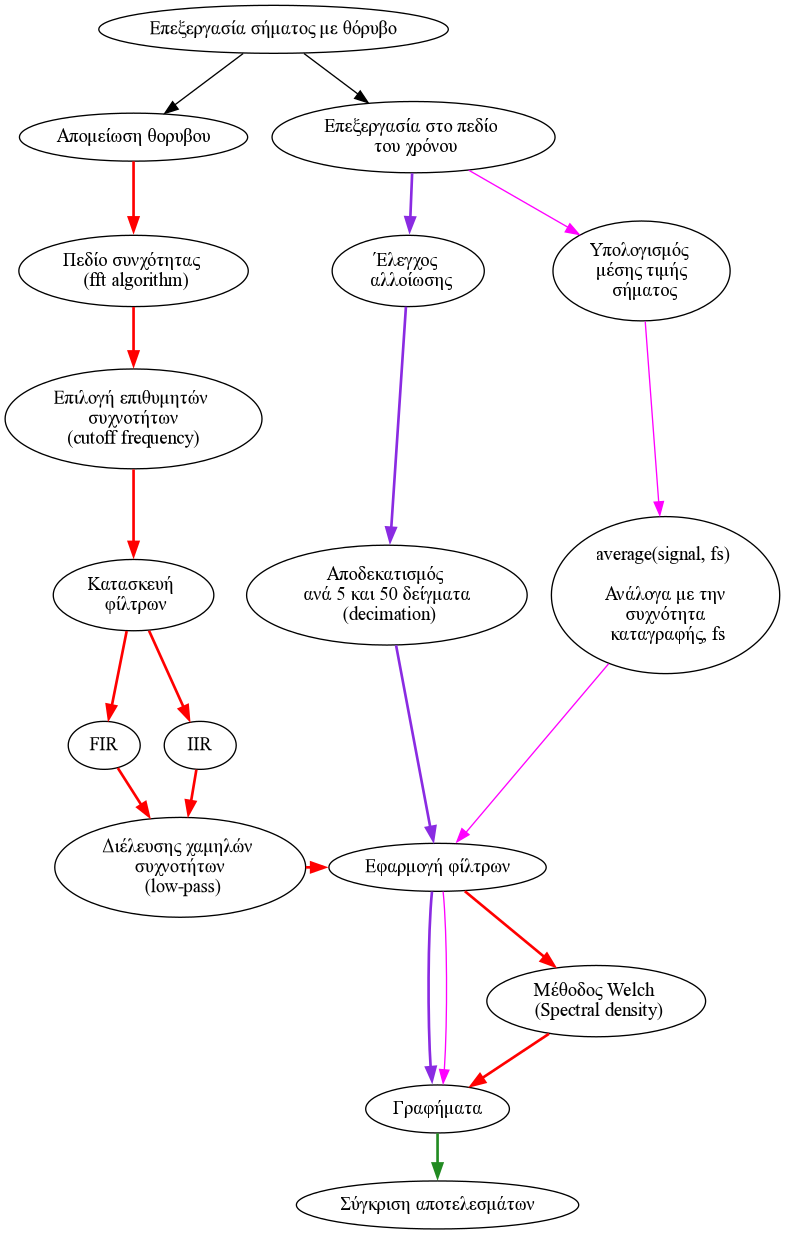 Επεξεργασία σήματος με θόρυβο
Απομείωση θορυβου
Επεξεργασία στο πεδίο
του χρόνου
Πεδίο συνχότητας
(fft algorithm)
Έλεγχος
αλλοίωσης
Υπολογισμός
μέσης τιμής
σήματος
Επιλογή επιθυμητών
συχνοτήτων
(cutoff frequency)
Κατασκευή
φίλτρων
Αποδεκατισμός
ανά 5 και 50 δείγματα
(decimation)
average(signal, fs)
Ανάλογα με την
συχνότητα
καταγραφής, fs
FIR
IIR
Διέλευσης χαμηλών
συχνοτήτων
(low-pass)
Εφαρμογή φίλτρων
Μέθοδος Welch
(Spectral density)
Γραφήματα
Σύγκριση αποτελεσμάτων